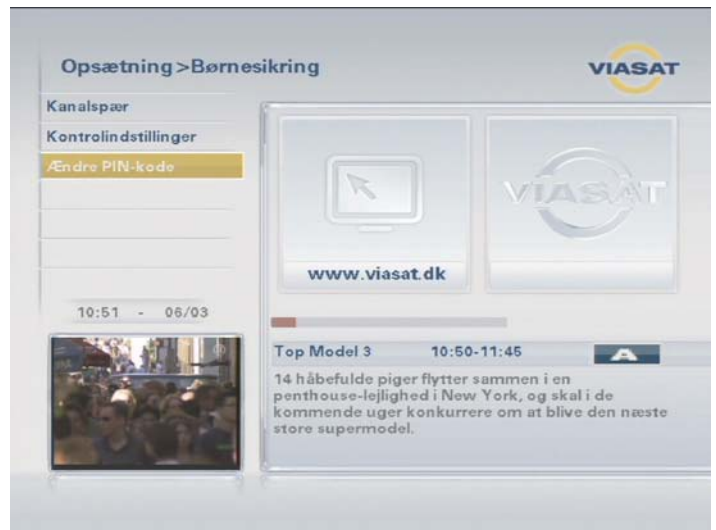 Opsætning>Børnesikring
VIASAT
Kanalspær
Kontrolindstillinger
Ændre PIN-kode
VIASAT
www.viasat.dk
10:51 - 06/03
Top Model 3 10:50-11:45 A
14 håbefulde piger flytter sammen i en
penthouse-lejlighed i New York, og skal i de
kommende uger konkurrere om at blive den næste
store supermodel.